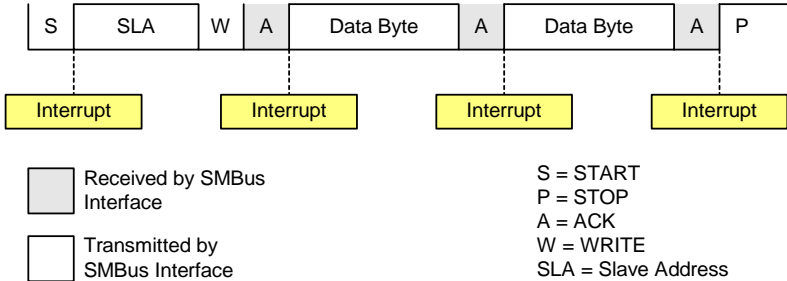 S SLA W A Data Byte A Data Byte A P
Interrupt Interrupt Interrupt Interrupt
Received by SMBus
Interface
Transmitted by
SMBus Interface
S = START
P = STOP
A = ACK
W = WRITE
SLA = Slave Address